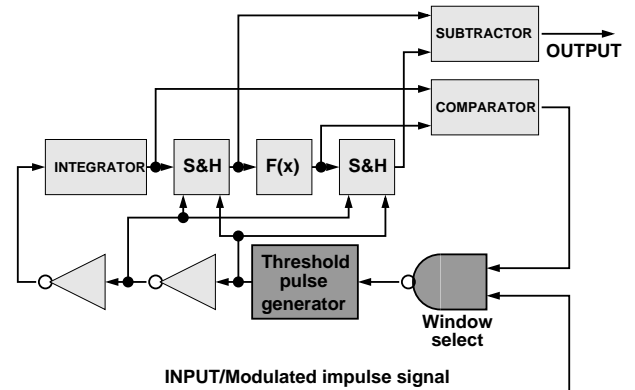 SUBTRACTOR
OUTPUT
COMPARATOR
INTEGRATOR
S&H
F(x)
S&H
Threshold
pulse
generator
Window
select
INPUT/Modulated impulse signal